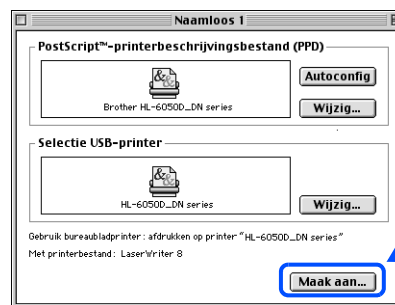 Naamloos 1
PostScript™-printerbeschrijvingsbestand (PPD)
Autoconfig
Brother HL-6050D_DN series
Wijzig...
Selectie USB-printer
HL-6050D_DN series
Wijzig...
Gebruik bureaubladprinter: afdrukken op printer "HL-6050D_DN series"
Met printerbestand: LaserWriter 8
Maak aan...